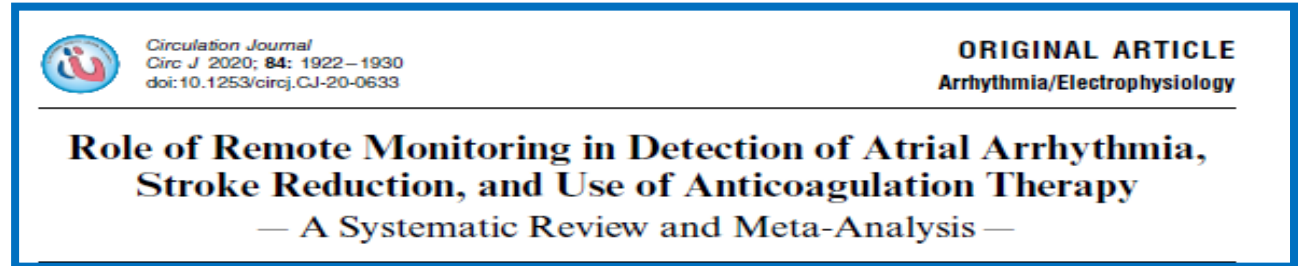 Circulation Journal
Circ J 2020; 84: 1922–1930
doi:10.1253/circj.CJ-20-0633
ORIGINAL ARTICLE
Arrhythmia/Electrophysiology
Role of Remote Monitoring in Detection of Atrial Arrhythmia,
Stroke Reduction, and Use of Anticoagulation Therapy
— A Systematic Review and Meta-Analysis —